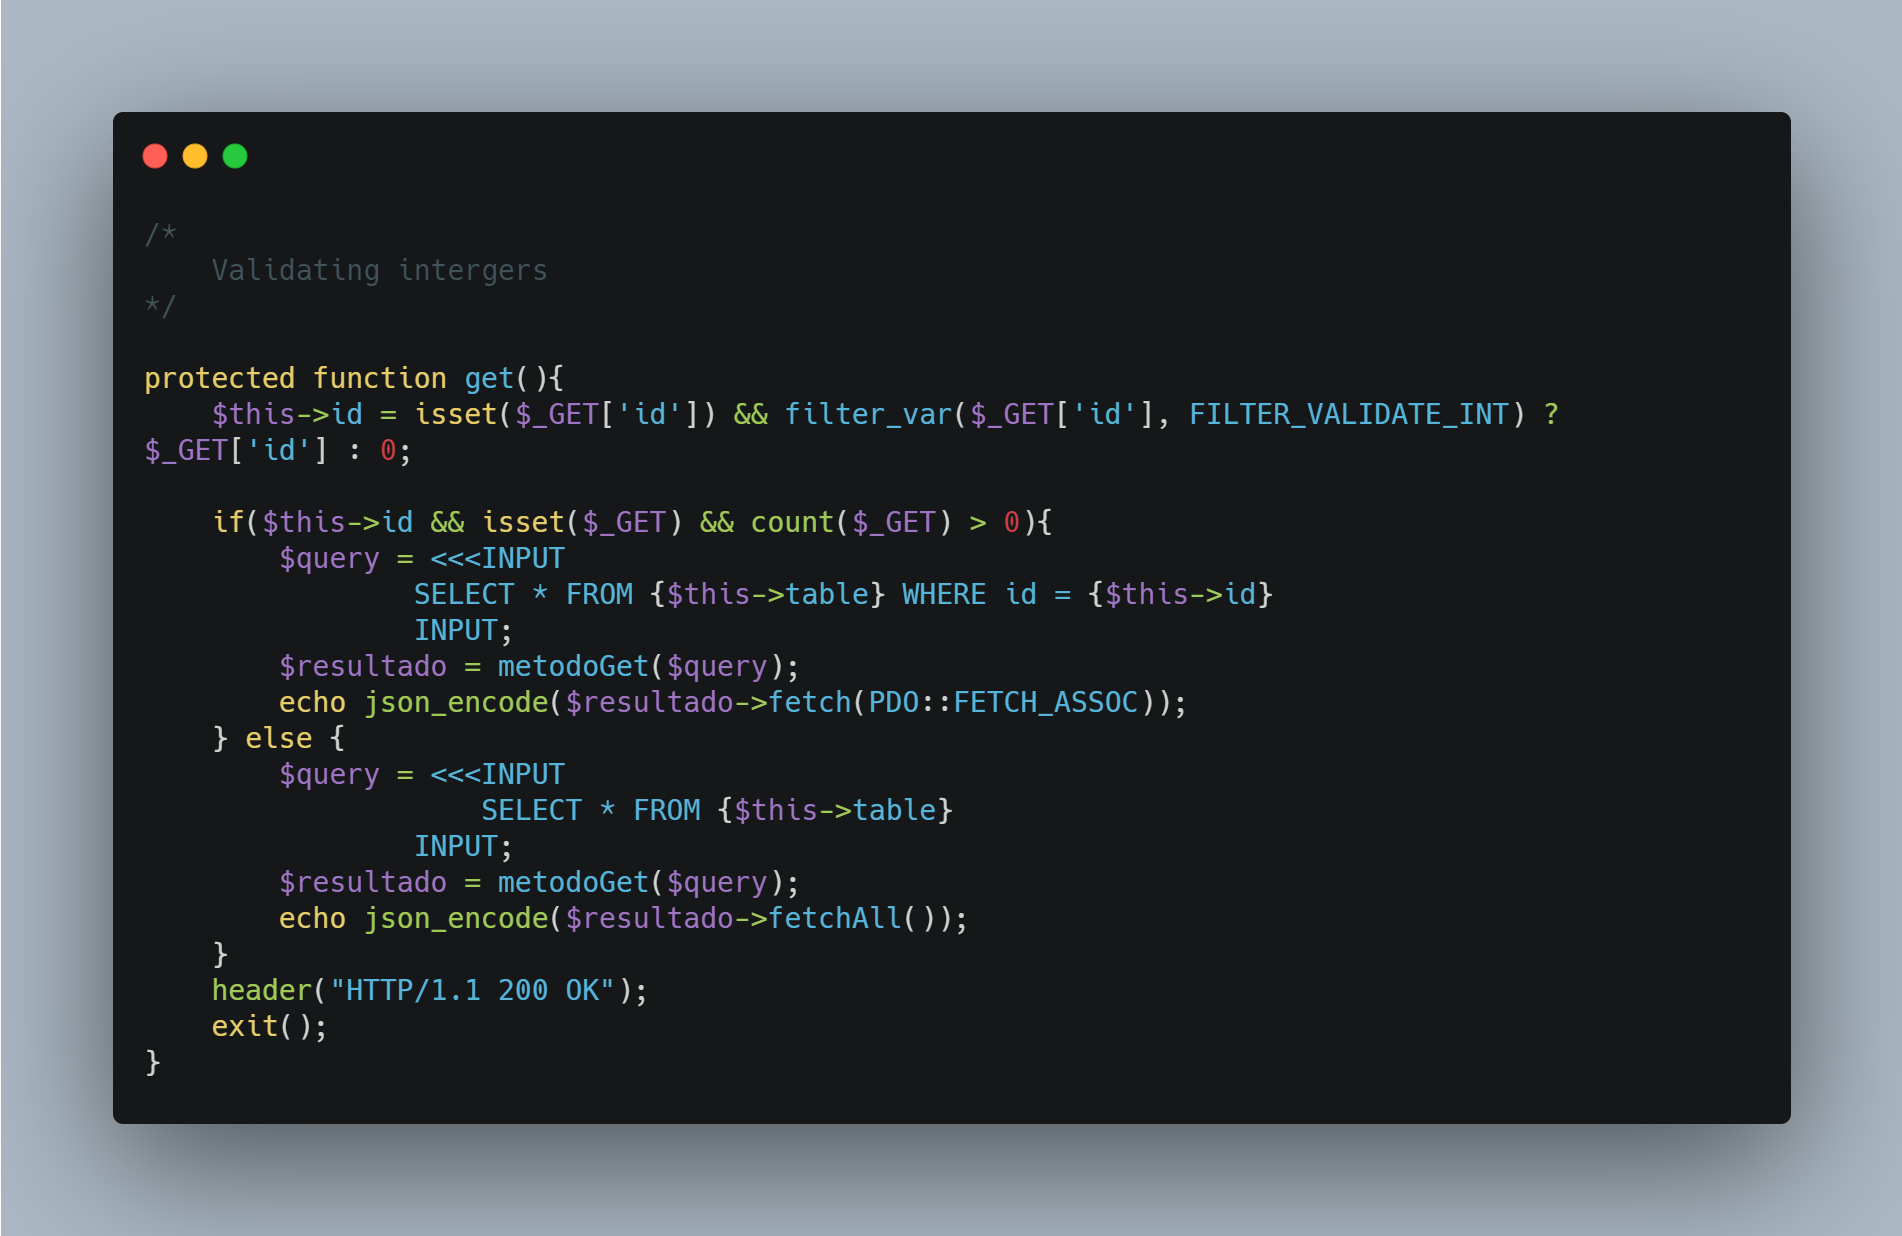 /*
    Validating intergers
*/

protected function get(){
    $this->id = isset($_GET['id']) && filter_var($_GET['id'], FILTER_VALIDATE_INT) ?
$_GET['id'] : 0;

    if($this->id && isset($_GET) && count($_GET) > 0){
        $query = <<<INPUT
                SELECT * FROM {$this->table} WHERE id = {$this->id}
                INPUT;
        $resultado = metodoGet($query);
        echo json_encode($resultado->fetch(PDO::FETCH_ASSOC));
    } else {
        $query = <<<INPUT
                    SELECT * FROM {$this->table}
                INPUT;
        $resultado = metodoGet($query);
        echo json_encode($resultado->fetchAll());
    }
    header("HTTP/1.1 200 OK");
    exit();
}